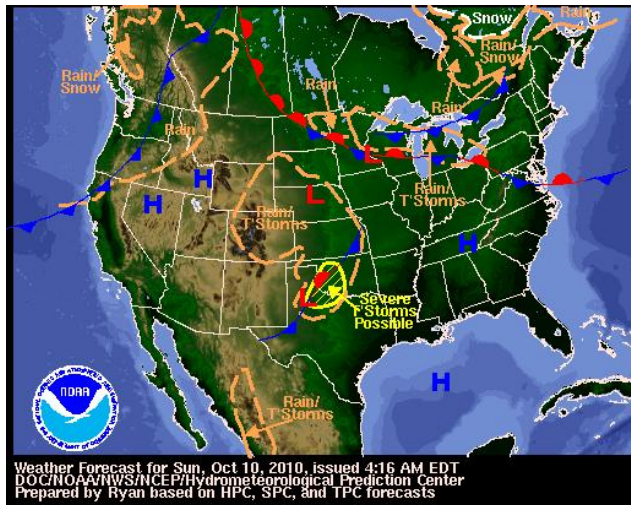 Snow
Rain
Rain/
Snow
Rain/
Snow
Rain
Rain
Rain
L
H
H
L
Rain/
T'Storms
Rain/
T'Storms
H
L
Severe
T'Storms
Possible
H
Rain/
T'Storms
NOAA
Weather Forecast for Sun, Oct 10, 2010, issued 4:16 AM EDT
DOC/NOAA/NWS/NCEP/Hydrometeorological Prediction Center
Prepared by Ryan based on HPC, SPC, and TPC forecasts